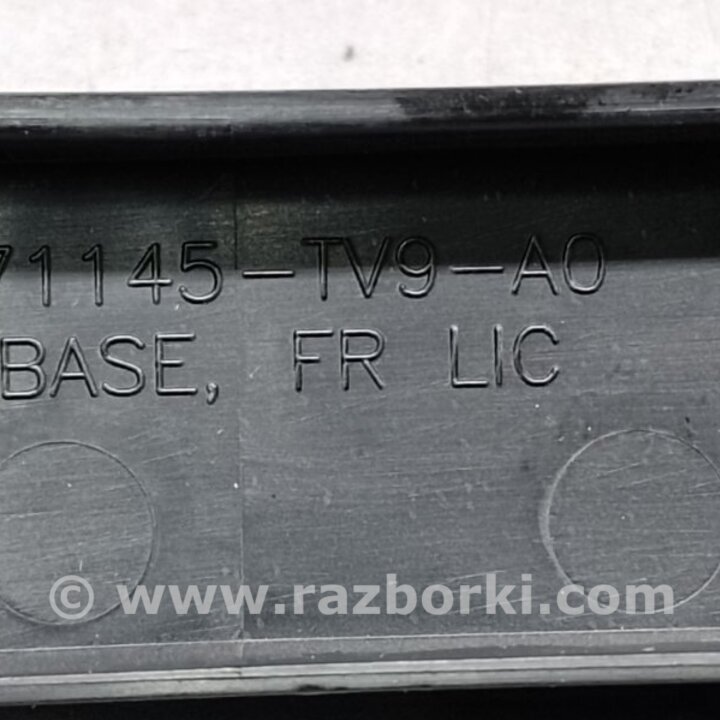 71145-TV9-A0
BASE, FR LIC
© www.razborki.com